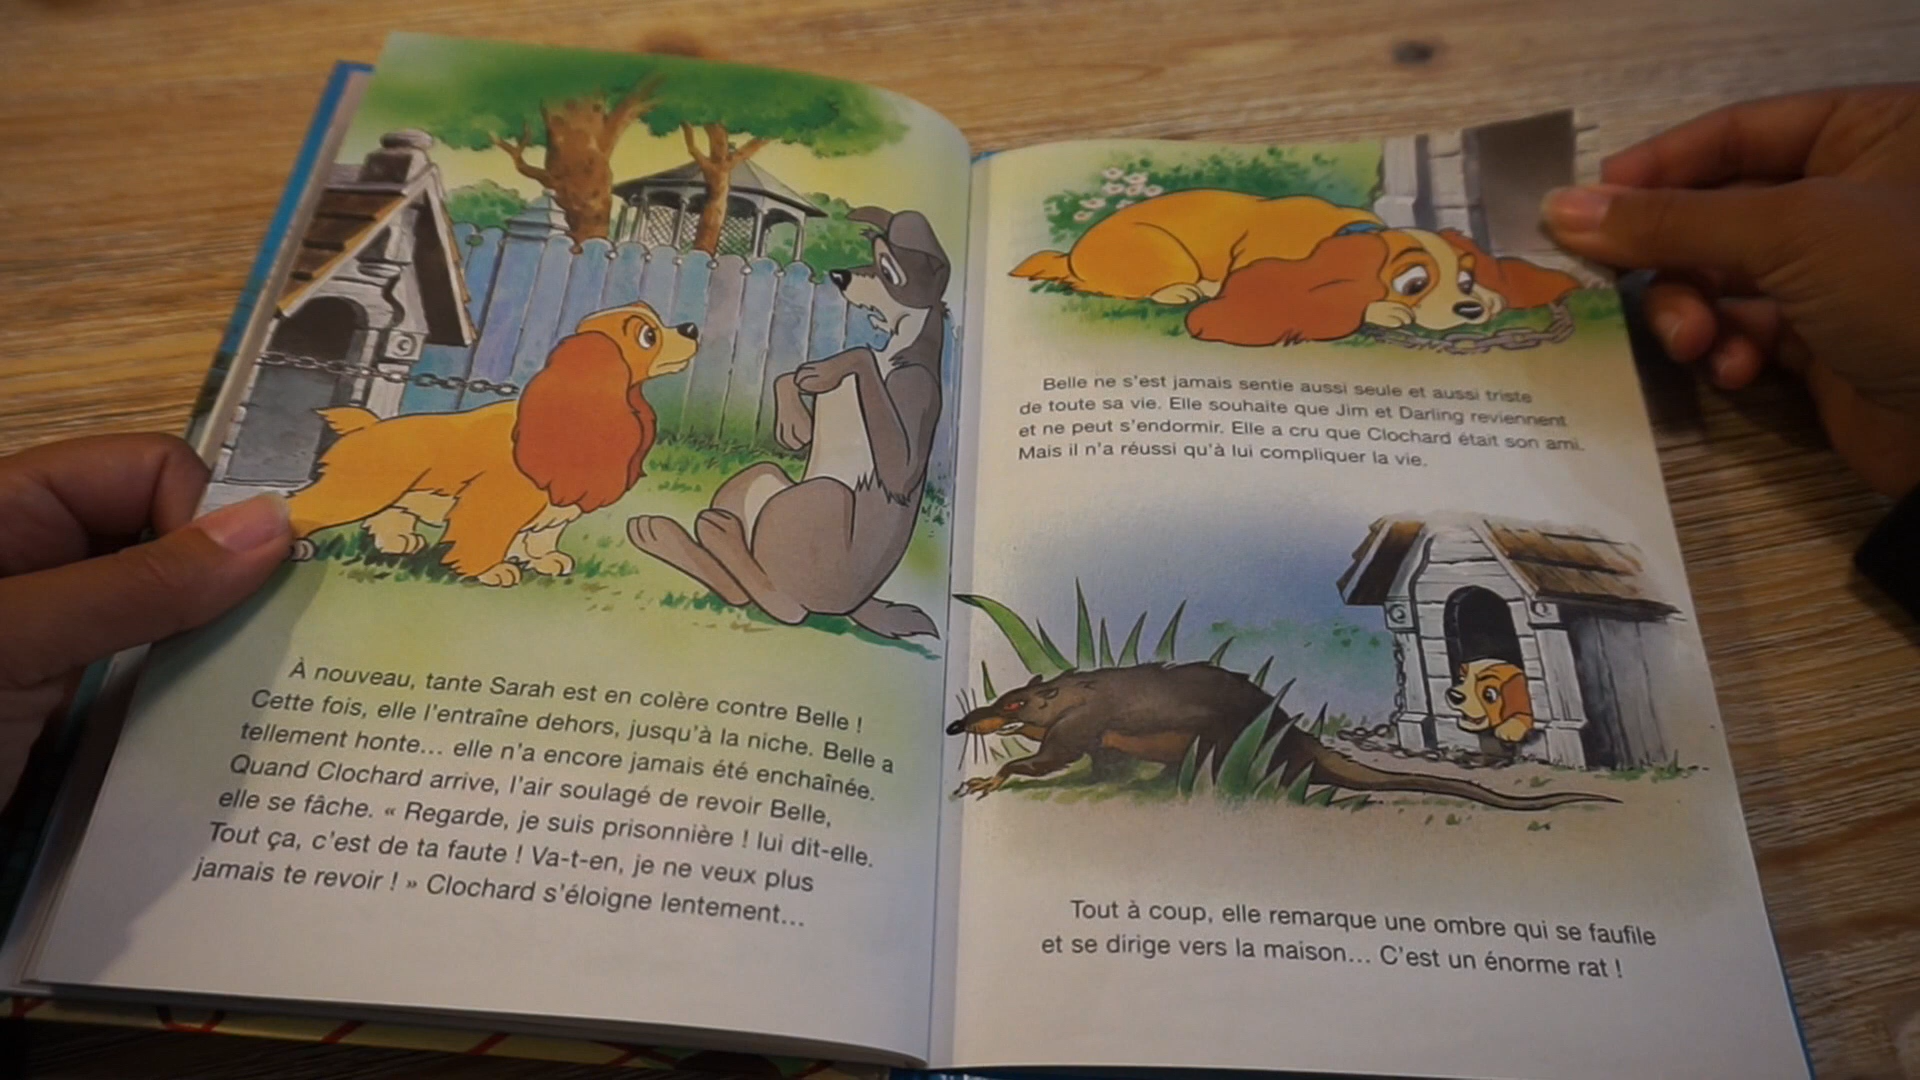 À nouveau, tante Sarah est en colère contre Belle !
Cette fois, elle l'entraîne dehors, jusqu'à la niche. Belle a
tellement honte... elle n'a encore jamais été enchaînée.
Quand Clochard arrive, l'air soulagé de revoir Belle,
elle se fâche. « Regarde, je suis prisonnière ! lui dit-elle.
Tout ça, c'est de ta faute ! Va-t-en, je ne veux plus
jamais te revoir ! » Clochard s'éloigne lentement...
Belle ne s'est jamais sentie aussi seule et aussi triste
de toute sa vie. Elle souhaite que Jim et Darling reviennent
et ne peut s'endormir. Elle a cru que Clochard était son ami.
Mais il n'a réussi qu'à lui compliquer la vie.
Tout à coup, elle remarque une ombre qui se faufile
et se dirige vers la maison... C'est un énorme rat !